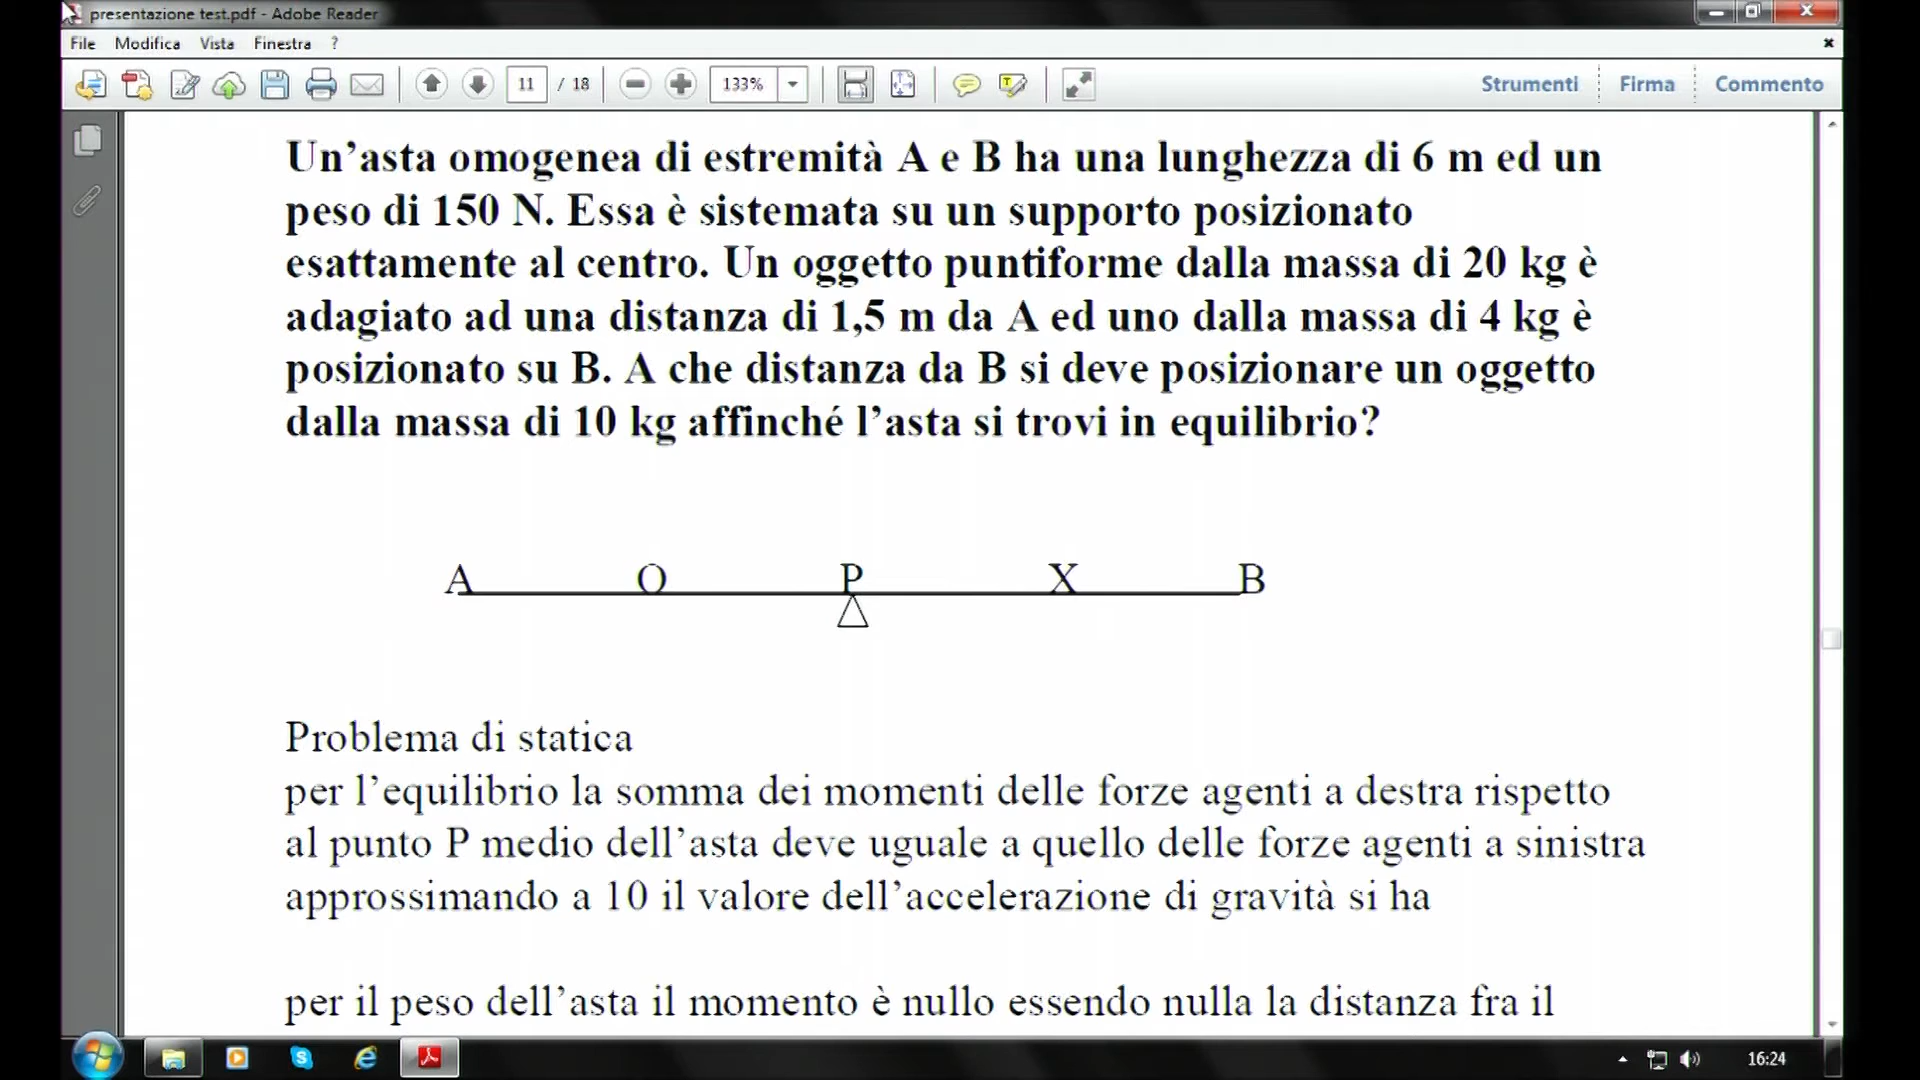 presentazione test.pdf - Adobe Reader
File Modifica Vista Finestra ?
11 / 18 133% Strumenti Firma Commento
Un’asta omogenea di estremità A e B ha una lunghezza di 6 m ed un
peso di 150 N. Essa è sistemata su un supporto posizionato
esattamente al centro. Un oggetto puntiforme dalla massa di 20 kg è
adagiato ad una distanza di 1,5 m da A ed uno dalla massa di 4 kg è
posizionato su B. A che distanza da B si deve posizionare un oggetto
dalla massa di 10 kg affinché l’asta si trovi in equilibrio?
A O P X B
Problema di statica
per l’equilibrio la somma dei momenti delle forze agenti a destra rispetto
al punto P medio dell’asta deve uguale a quello delle forze agenti a sinistra
approssimando a 10 il valore dell’accelerazione di gravità si ha
per il peso dell’asta il momento è nullo essendo nulla la distanza fra il
16:24